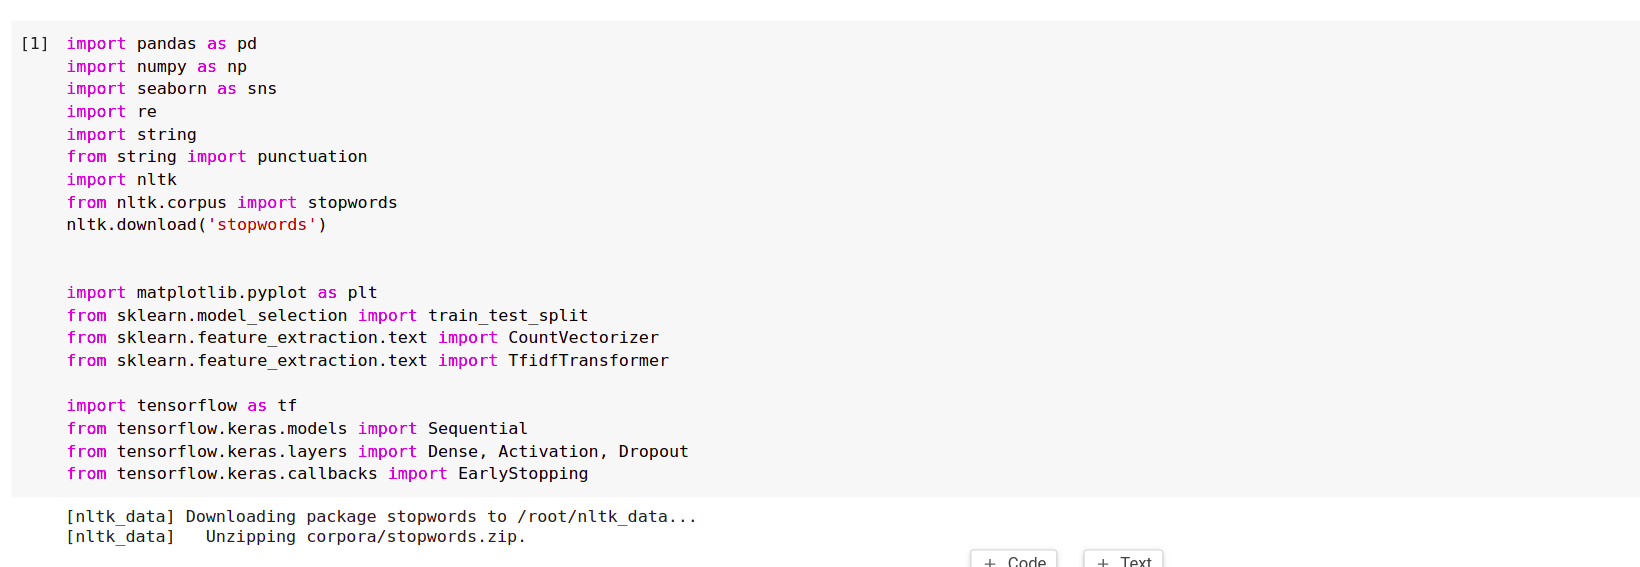 [1] import pandas as pd
import numpy as np
import seaborn as sns
import re
import string
from string import punctuation
import nltk
from nltk.corpus import stopwords
nltk.download('stopwords')
import matplotlib.pyplot as plt
from sklearn.model_selection import train_test_split
from sklearn.feature_extraction.text import CountVectorizer
from sklearn.feature_extraction.text import TfidfTransformer
import tensorflow as tf
from tensorflow.keras.models import Sequential
from tensorflow.keras.layers import Dense, Activation, Dropout
from tensorflow.keras.callbacks import EarlyStopping
[nltk_data] Downloading package stopwords to /root/nltk_data...
[nltk_data]   Unzipping corpora/stopwords.zip.
+ Code + Text